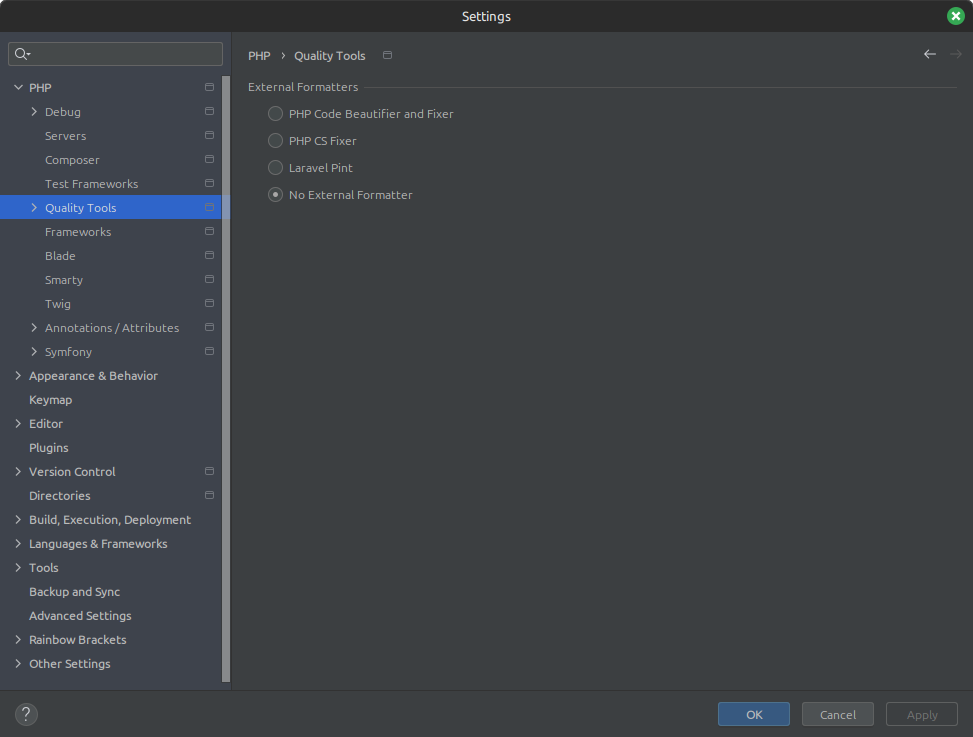 Settings
PHP
Debug
Servers
Composer
Test Frameworks
Quality Tools
Frameworks
Blade
Smarty
Twig
Annotations / Attributes
Symfony
Appearance & Behavior
Keymap
Editor
Plugins
Version Control
Directories
Build, Execution, Deployment
Languages & Frameworks
Tools
Backup and Sync
Advanced Settings
Rainbow Brackets
Other Settings
PHP › Quality Tools
External Formatters
PHP Code Beautifier and Fixer
PHP CS Fixer
Laravel Pint
No External Formatter
?
OK Cancel Apply